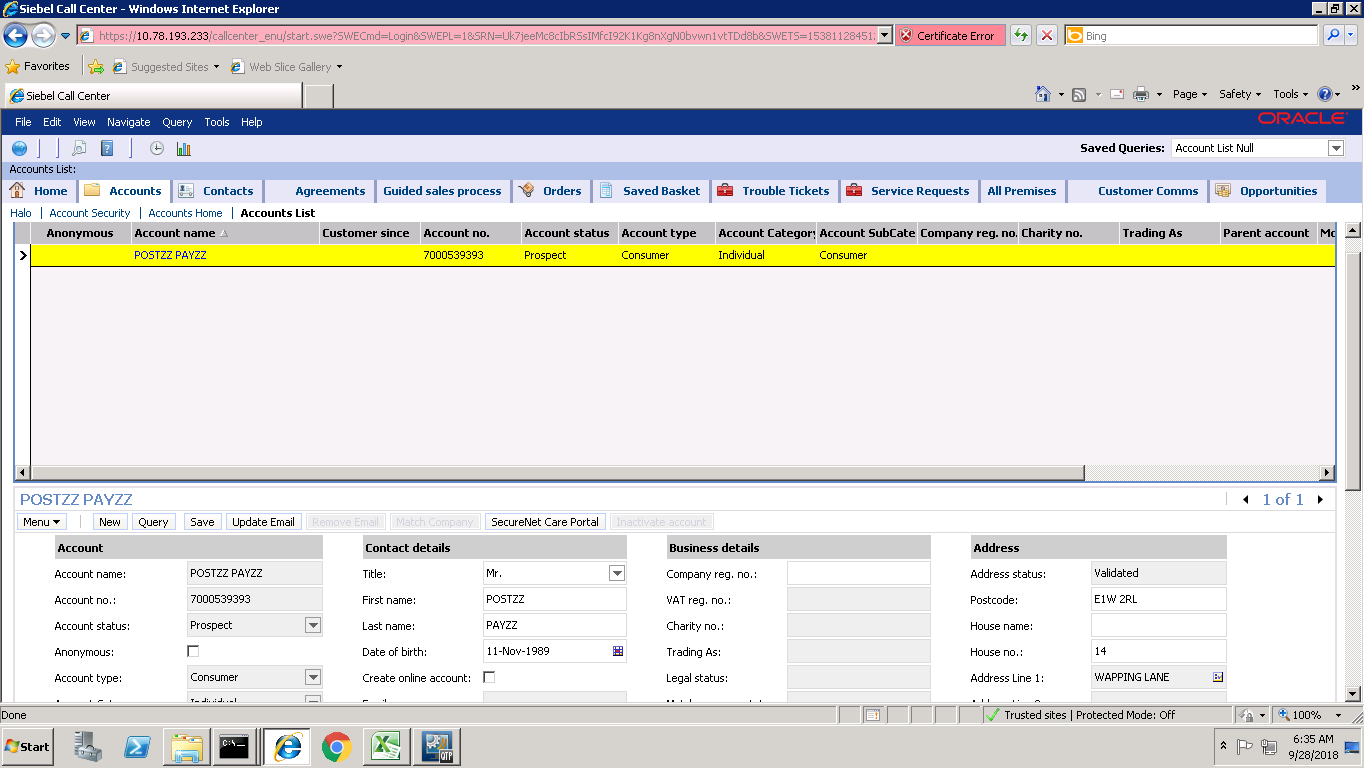 Siebel Call Center - Windows Internet Explorer
https://10.78.193.233/callcenter_enu/start.swe?SWECmd=Login&SWEPL=1&SRN=Uk7jeeMc8cIbRSsIMfcI92K1Kg8nXgN0bvwn1vtTDd8b&SWETS=15381128451. Certificate Error Bing
Favorites Suggested Sites Web Slice Gallery
Siebel Call Center Page Safety Tools
File Edit View Navigate Query Tools Help ORACLE
Saved Queries: Account List Null
Accounts List:
Home Accounts Contacts Agreements Guided sales process Orders Saved Basket Trouble Tickets Service Requests All Premises Customer Comms Opportunities
Halo | Account Security | Accounts Home | Accounts List
Anonymous Account name Customer since Account no. Account status Account type Account Category Account SubCate Company reg. no. Charity no. Trading As Parent account Mo
POSTZZ PAYZZ 7000539393 Prospect Consumer Individual Consumer
POSTZZ PAYZZ 1 of 1
Menu New Query Save Update Email Remove Email Match Company SecureNet Care Portal Inactivate account
Account Contact details Business details Address
Account name: POSTZZ PAYZZ Title: Mr. Company reg. no.: Address status: Validated
Account no.: 7000539393 First name: POSTZZ VAT reg. no.: Postcode: E1W 2RL
Account status: Prospect Last name: PAYZZ Charity no.: House name:
Anonymous: Date of birth: 11-Nov-1989 Trading As: House no.: 14
Account type: Consumer Create online account: Legal status: Address Line 1: WAPPING LANE
Done Trusted sites | Protected Mode: Off 100%
Start QTP 6:35 AM
9/28/2018